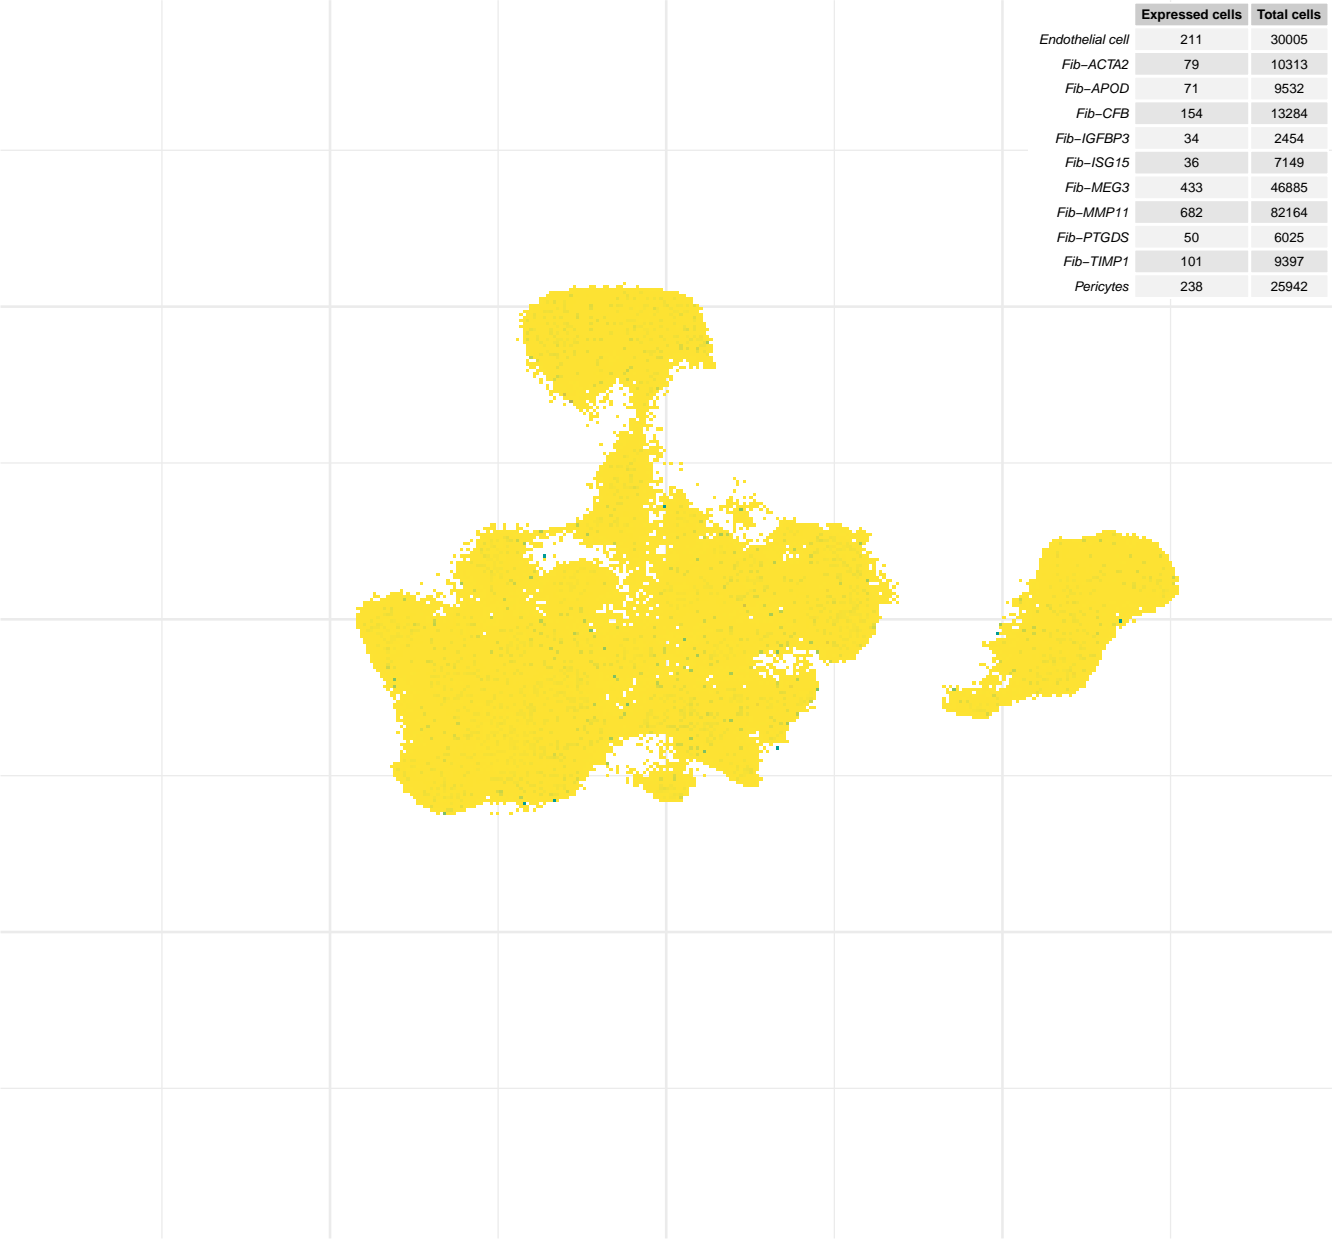 Expressed cells Total cells
Endothelial cell 211 30005
Fib−ACTA2 79 10313
Fib−APOD 71 9532
Fib−CFB 154 13284
Fib−IGFBP3 34 2454
Fib−ISG15 36 7149
Fib−MEG3 433 46885
Fib−MMP11 682 82164
Fib−PTGDS 50 6025
Fib−TIMP1 101 9397
Pericytes 238 25942